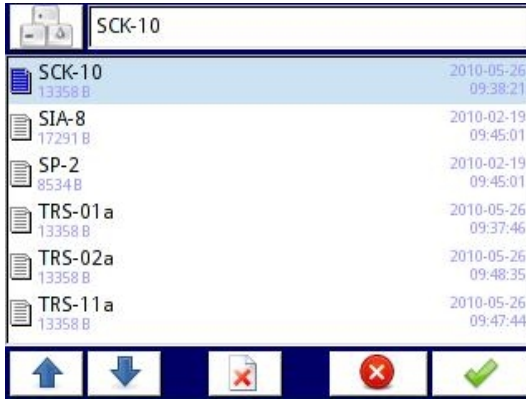 SCK-10
SCK-10 2010-05-26
13358 B 09:38:21
SIA-8 2010-02-19
17291 B 09:45:01
SP-2 2010-02-19
8534 B 09:45:01
TRS-01a 2010-05-26
13358 B 09:37:46
TRS-02a 2010-05-26
13358 B 09:48:35
TRS-11a 2010-05-26
13358 B 09:47:44